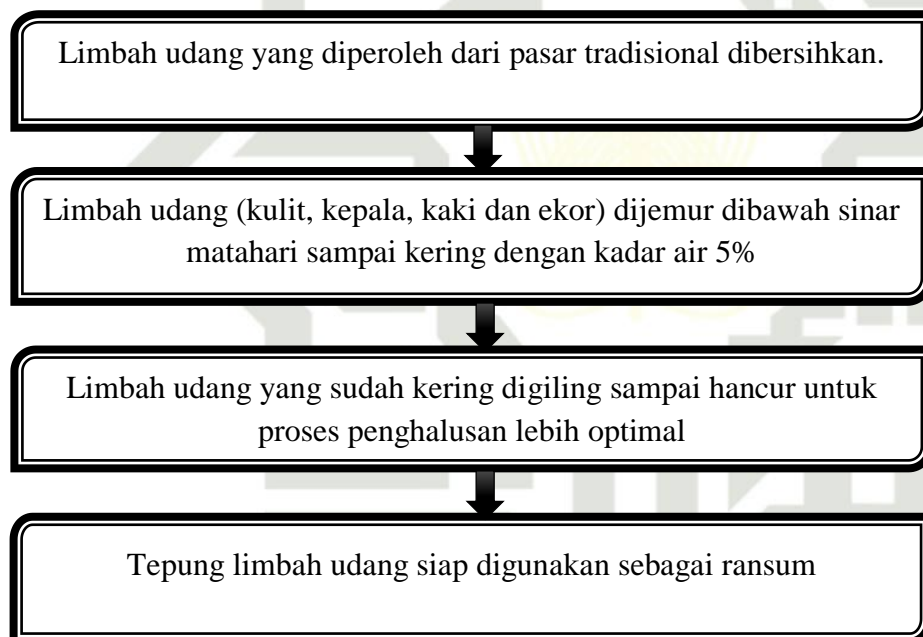 Limbah udang yang diperoleh dari pasar tradisional dibersihkan.
Limbah udang (kulit, kepala, kaki dan ekor) dijemur dibawah sinar
matahari sampai kering dengan kadar air 5%
Limbah udang yang sudah kering digiling sampai hancur untuk
proses penghalusan lebih optimal
Tepung limbah udang siap digunakan sebagai ransum